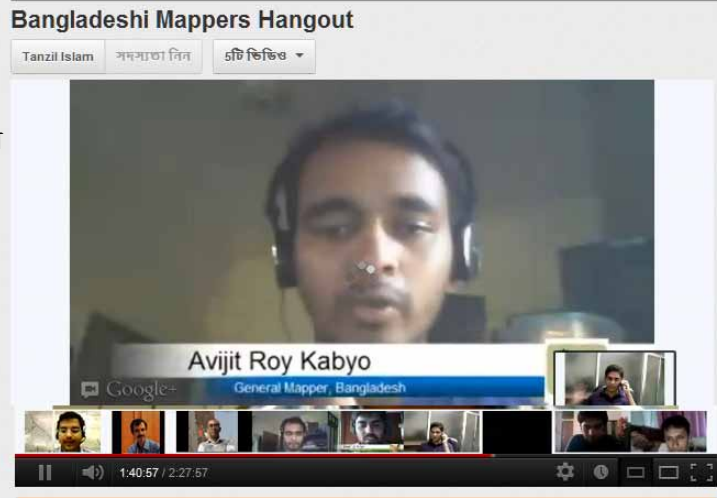 Bangladeshi Mappers Hangout
Tanzil Islam সদস্যতা নিন 5টি ভিডিও
Avijit Roy Kabyo
Google+ General Mapper, Bangladesh
1:40:57 / 2:27:57